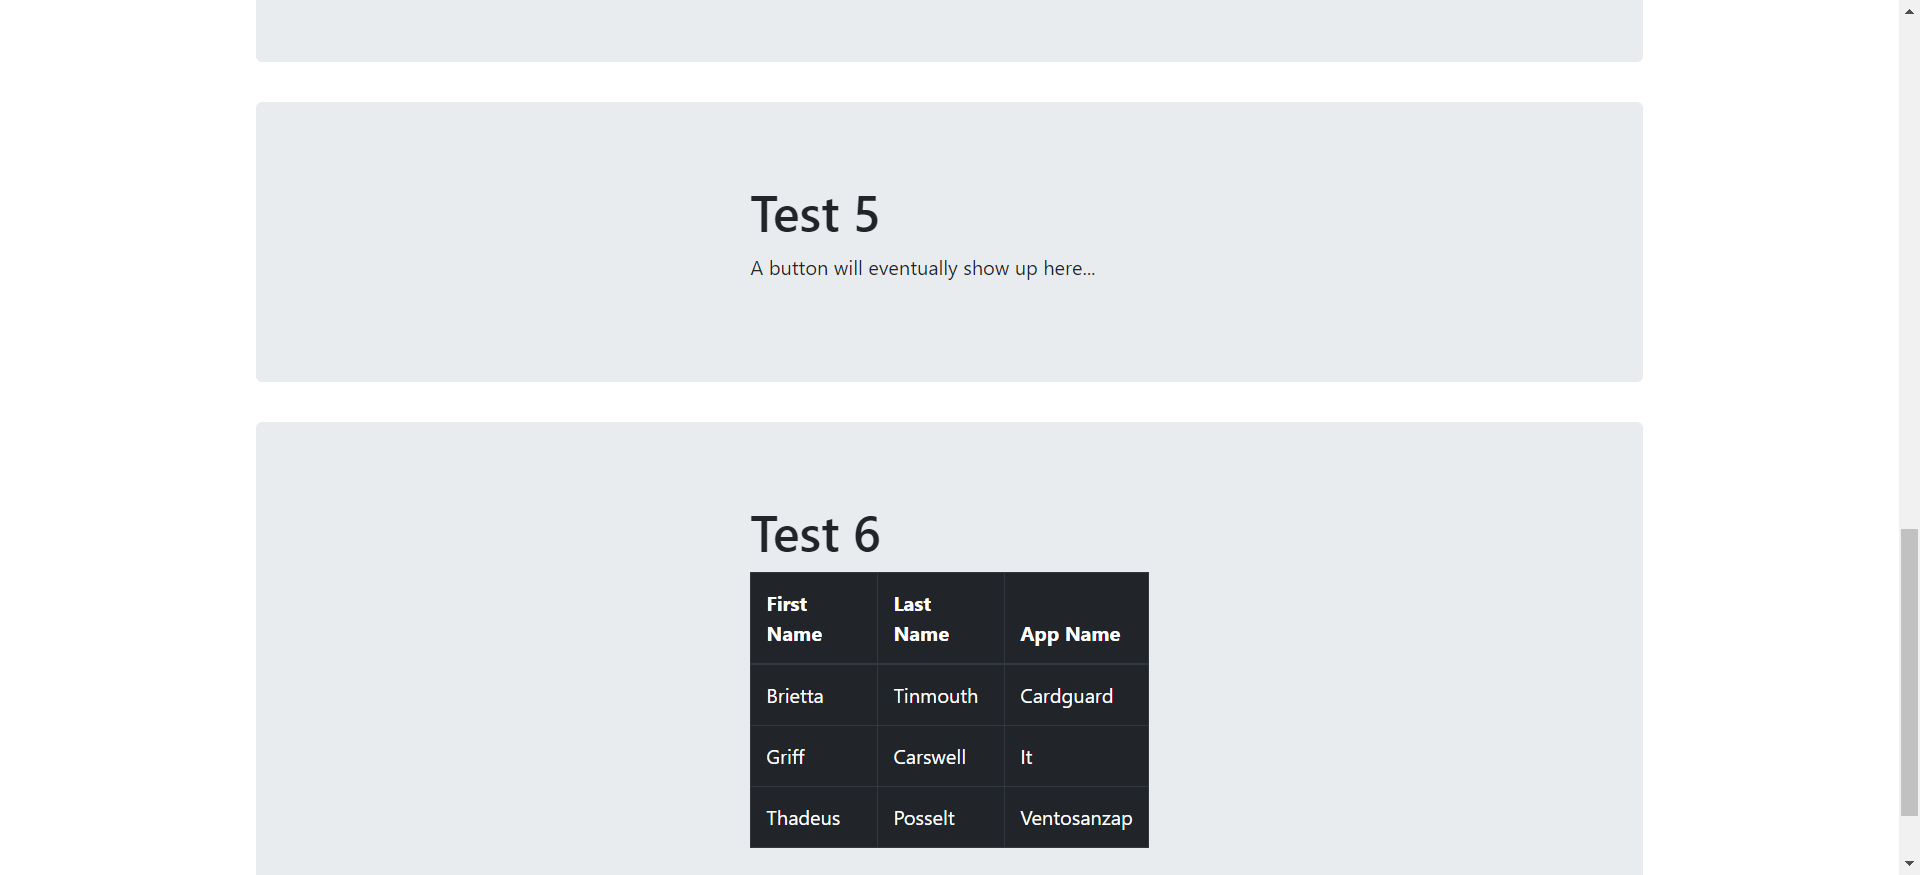 Test 5
A button will eventually show up here...
Test 6
First Name Last Name App Name
Brietta Tinmouth Cardguard
Griff Carswell It
Thadeus Posselt Ventosanzap